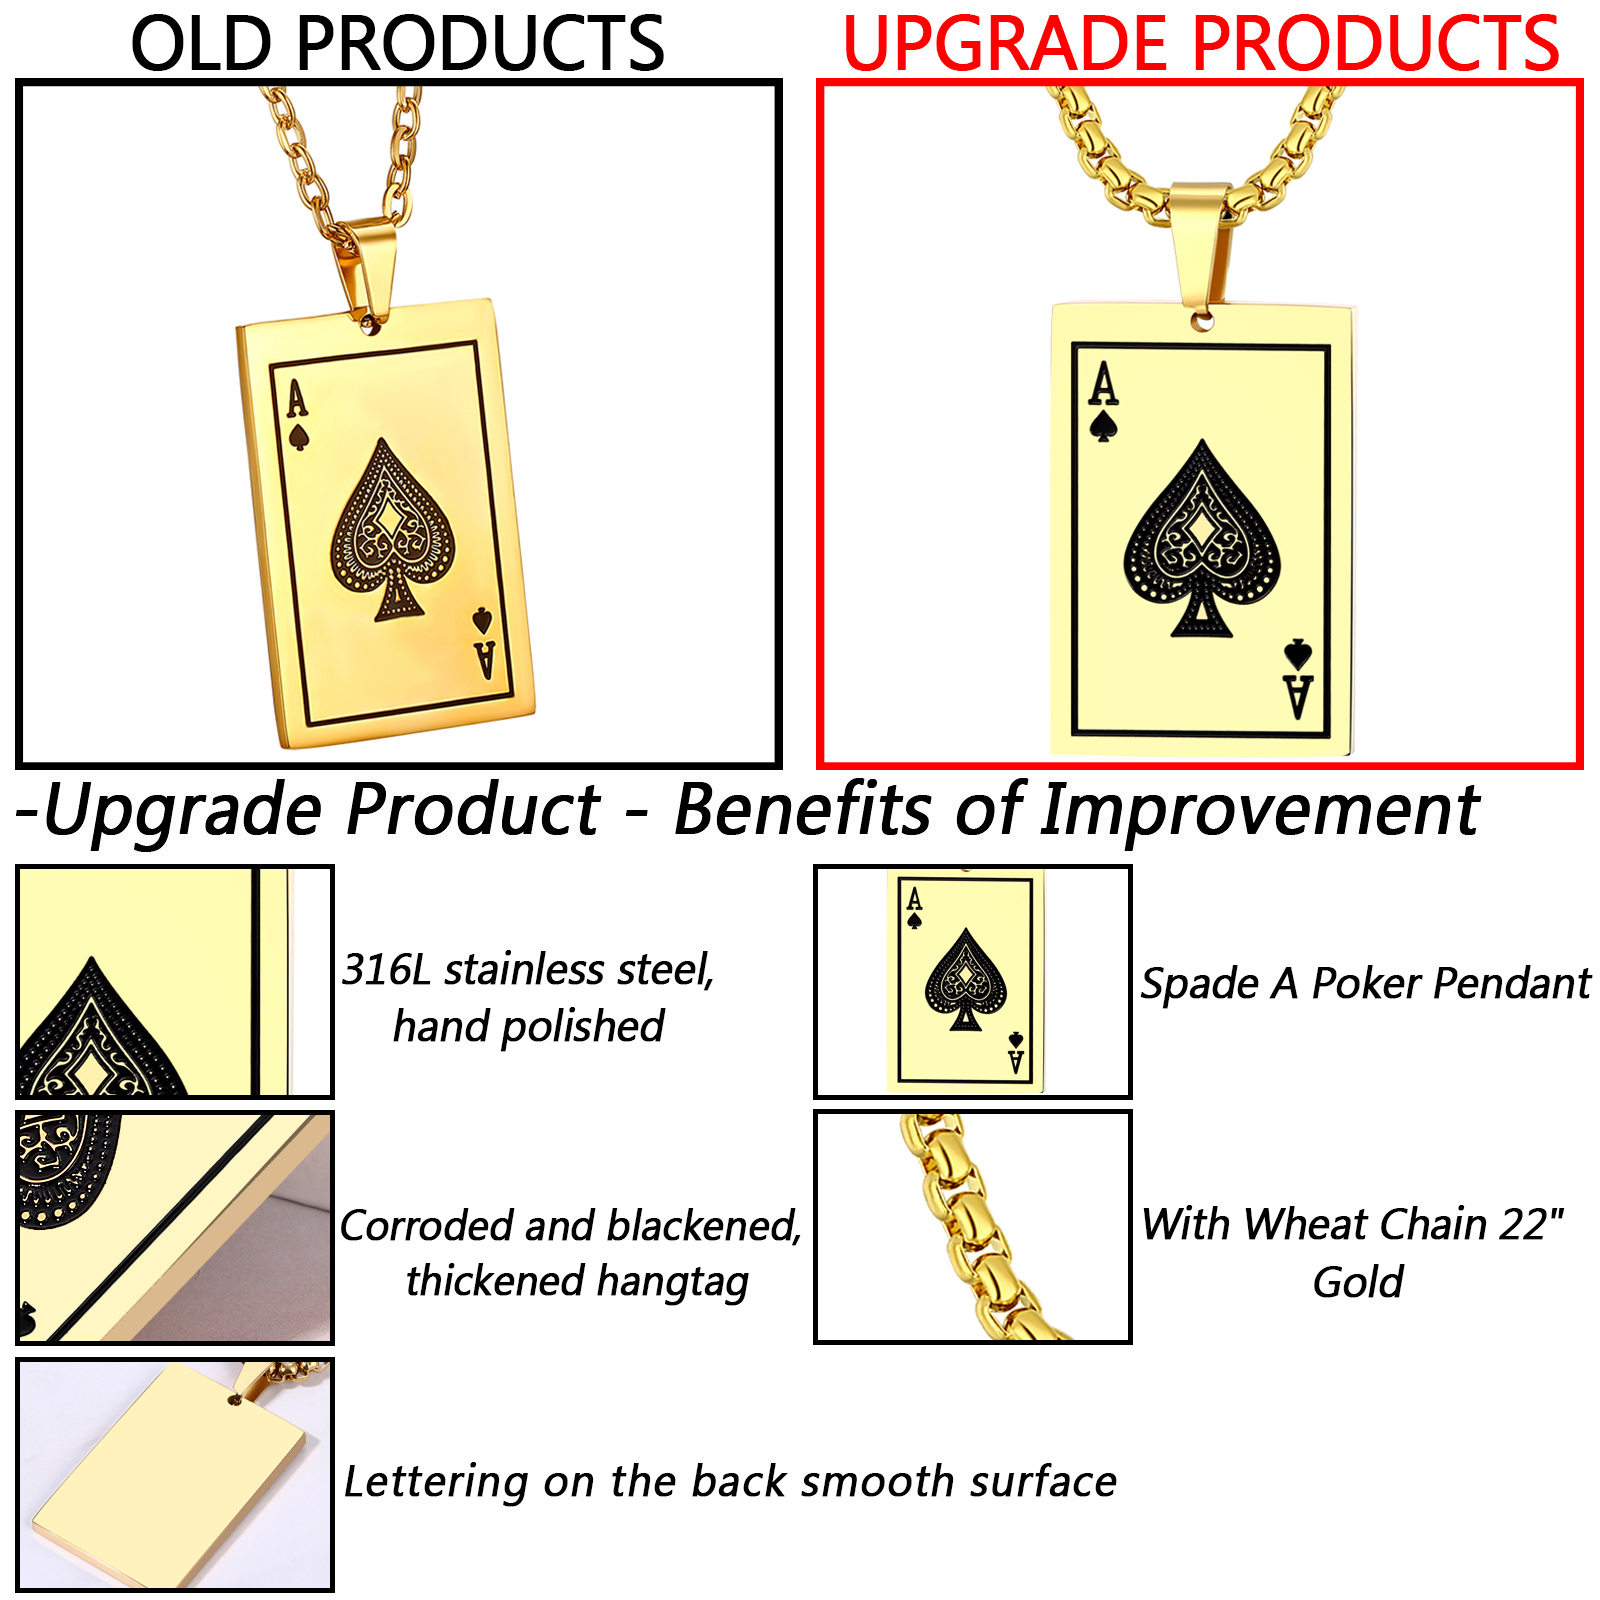 OLD PRODUCTS
UPGRADE PRODUCTS
A
A
A
A
-Upgrade Product - Benefits of Improvement
316L stainless steel,
hand polished
A
A
Spade A Poker Pendant
Corroded and blackened,
thickened hangtag
With Wheat Chain 22"
Gold
Lettering on the back smooth surface